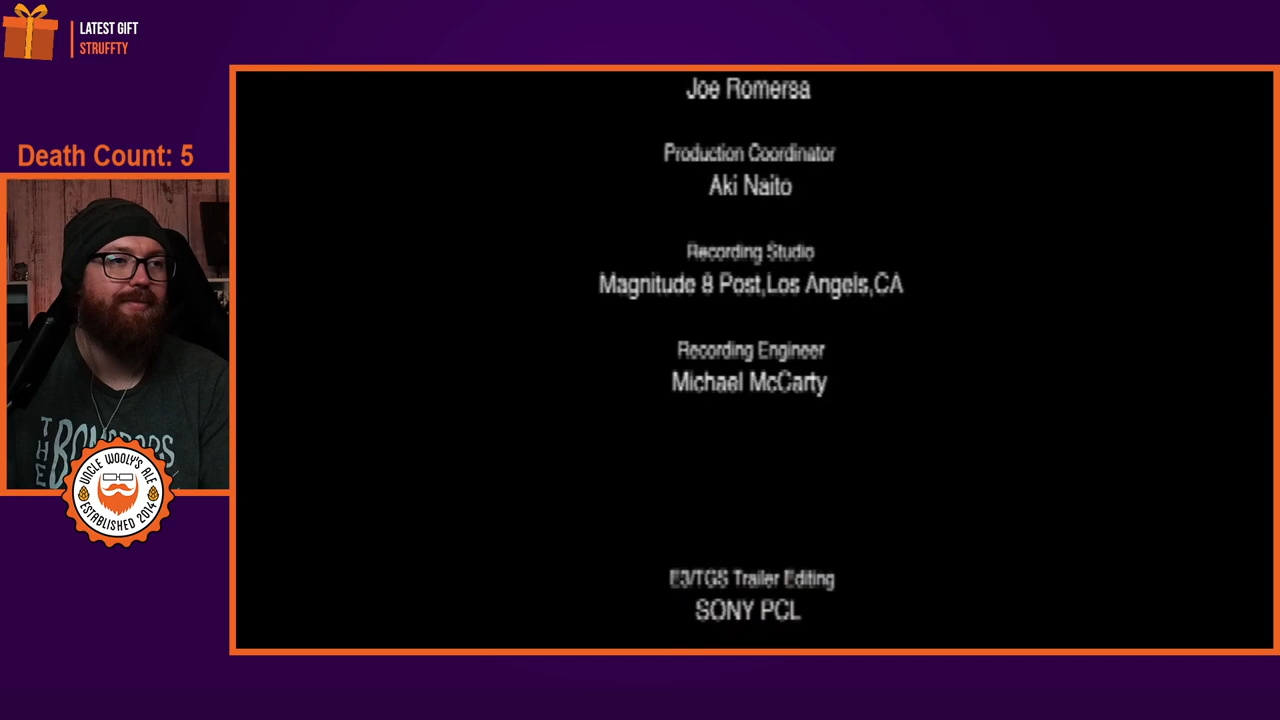 LATEST GIFT
STRUFFTY
Death Count: 5
THE
UNCLE WOOLY'S ALE
ESTABLISHED 2014
Joe Romersa
Production Coordinator
Aki Naito
Recording Studio
Magnitude 8 Post,Los Angels,CA
Recording Engineer
Michael McCarty
E3/TGS Trailer Editing
SONY PCL